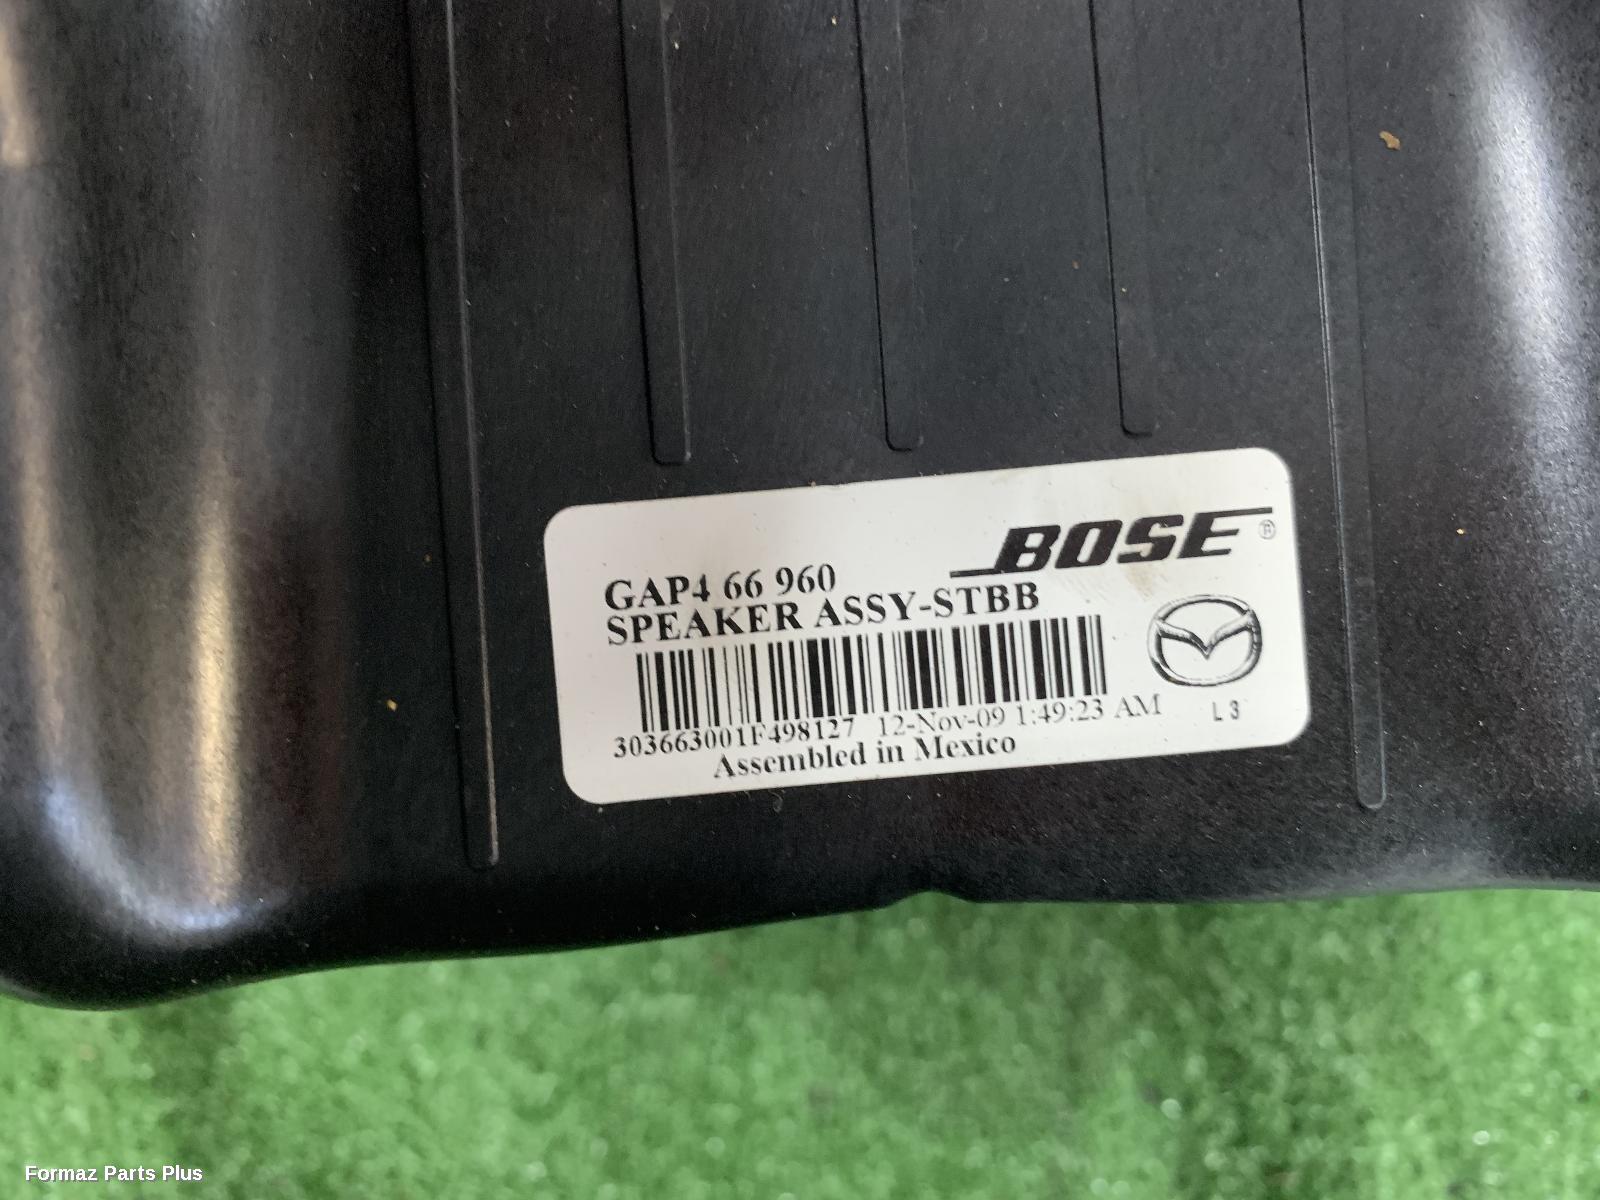 BOSE®
GAP4 66 960
SPEAKER ASSY-STBB
303663001F498127 12-Nov-09 1:49:23 AM
L 3
Assembled in Mexico
Formaz Parts Plus